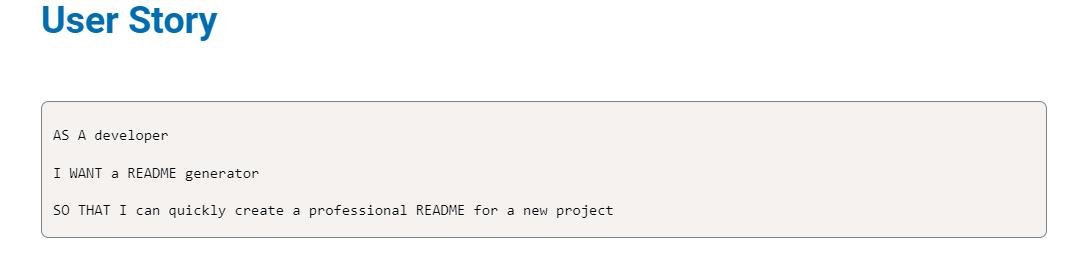 User Story
AS A developer
I WANT a README generator
SO THAT I can quickly create a professional README for a new project